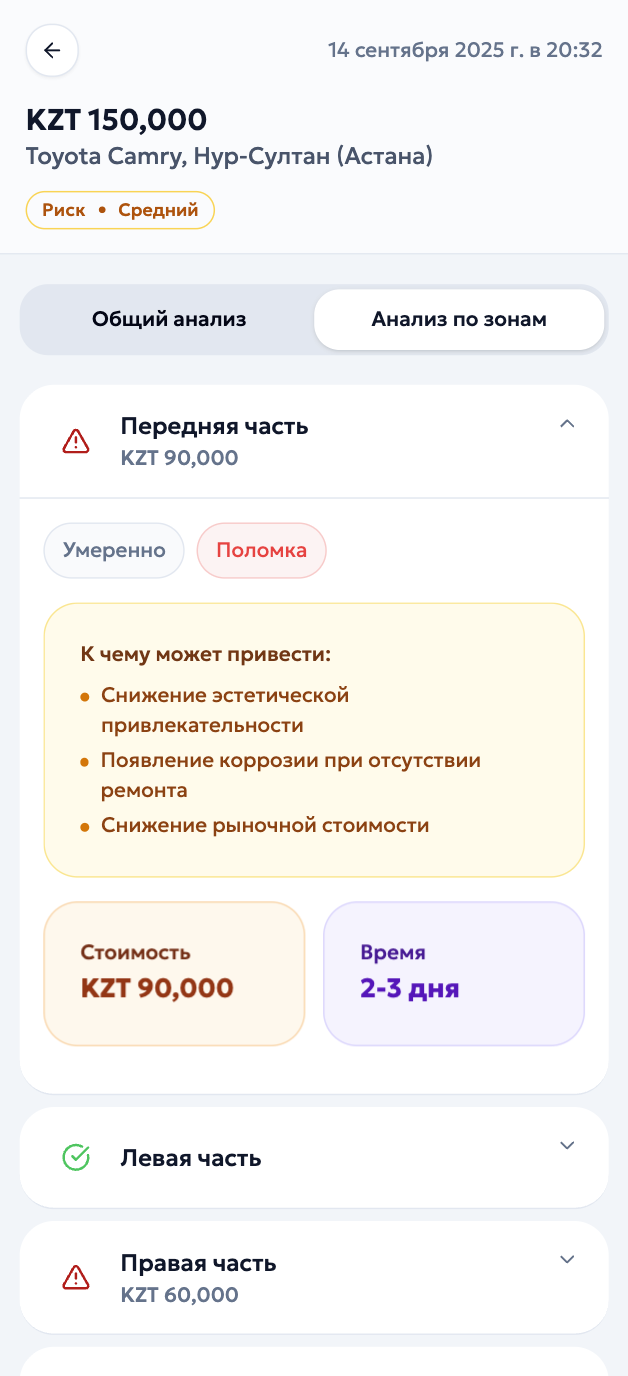 14 сентября 2025 г. в 20:32
KZT 150,000
Toyota Camry, Нур-Султан (Астана)
Риск • Средний
Общий анализ
Анализ по зонам
Передняя часть
KZT 90,000
Умеренно
Поломка
К чему может привести:
• Снижение эстетической
привлекательности
• Появление коррозии при отсутствии
ремонта
• Снижение рыночной стоимости
Стоимость
KZT 90,000
Время
2-3 дня
Левая часть
Правая часть
KZT 60,000